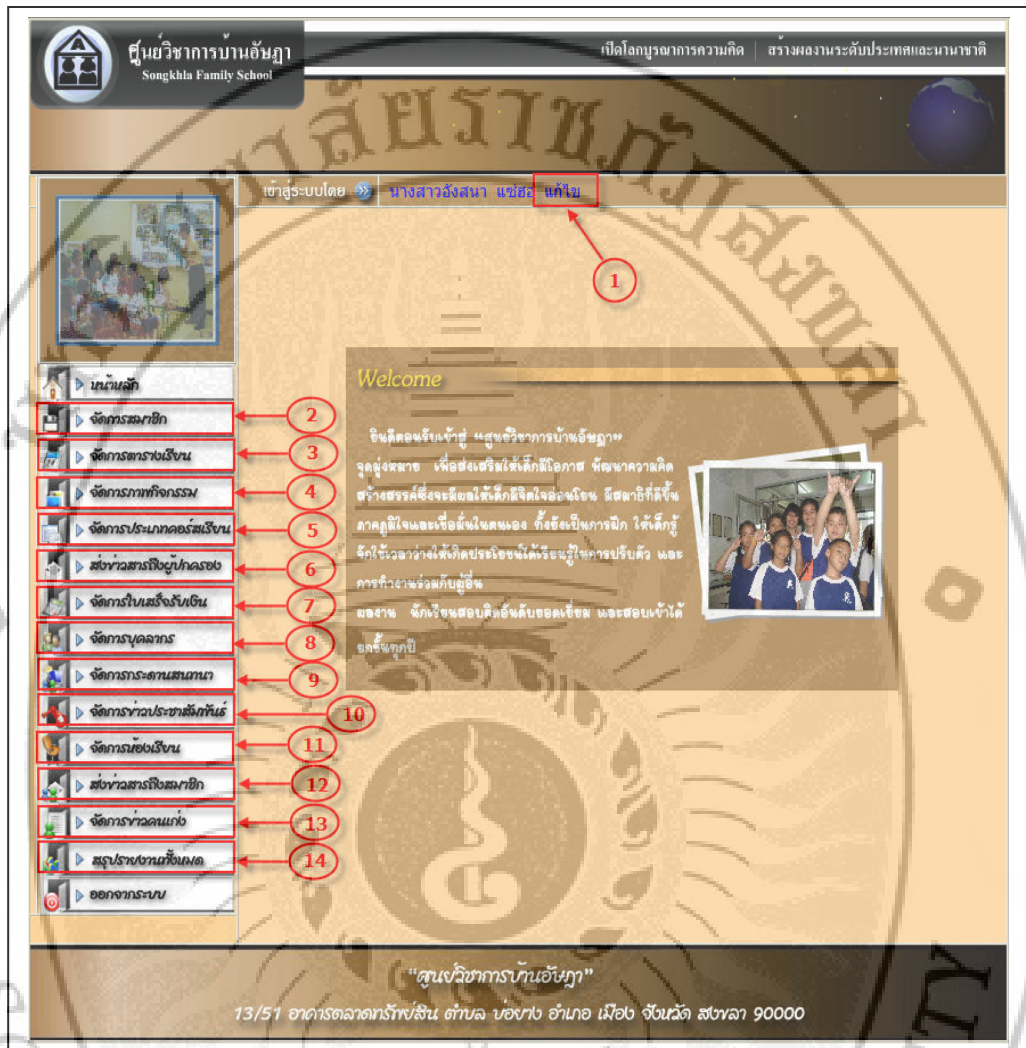 ศูนย์วิชาการบ้านอัษฎา
Songkhla Family School
เปิดโลกบูรณาการความคิด | สร้างผลงานระดับประเทศและนานาชาติ
เข้าสู่ระบบโดย นางสาวอังสนา แซ่ฮอ แก้ไข
1
หน้าหลัก
จัดการสมาชิก 2
จัดการตารางเรียน 3
จัดการภาพกิจกรรม 4
จัดการประเภทคอร์สเรียน 5
ส่งข่าวสารถึงผู้ปกครอง 6
จัดการใบเสร็จรับเงิน 7
จัดการบุคลากร 8
จัดการกระดานสนทนา 9
จัดการข่าวประชาสัมพันธ์ 10
จัดการห้องเรียน 11
ส่งข่าวสารถึงสมาชิก 12
จัดการข่าวคนเก่ง 13
สรุปรายงานทั้งหมด 14
ออกจากระบบ
Welcome
ยินดีตอนรับเข้าสู่ “ศูนย์วิชาการบ้านอัษฎา”
จุดมุ่งหมาย เพื่อส่งเสริมให้เด็กมีโอกาส พัฒนาความคิด
สร้างสรรค์ซึ่งจะมีผลให้เด็กมีจิตใจอ่อนโยน มีสมาธิที่ดีขึ้น
ภาคภูมิใจและเชื่อมั่นในตนเอง ทั้งยังเป็นการฝึก ให้เด็กรู้
จักใช้เวลาว่างให้เกิดประโยชน์ได้เรียนรู้ในการปรับตัว และ
การทำงานร่วมกับผู้อื่น
ผลงาน นักเรียนสอบติดอันดับยอดเยี่ยม และสอบเข้าได้
ยกชั้นทุกปี
“ศูนย์วิชาการบ้านอัษฎา”
13/51 อาคารตลาดทรัพย์สิน ตำบล บ่อยาง อำเภอ เมือง จังหวัด สงขลา 90000